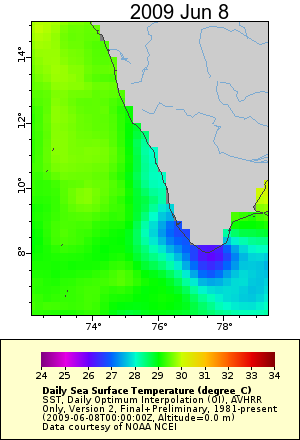 2009 Jun 8
14°
12°
10°
8°
74° 76° 78°
24 25 26 27 28 29 30 31 32 33 34
Daily Sea Surface Temperature (degree_C)
SST, Daily Optimum Interpolation (OI), AVHRR
Only, Version 2, Final+Preliminary, 1981-present
(2009-06-08T00:00:00Z, Altitude=0.0 m)
Data courtesy of NOAA NCEI